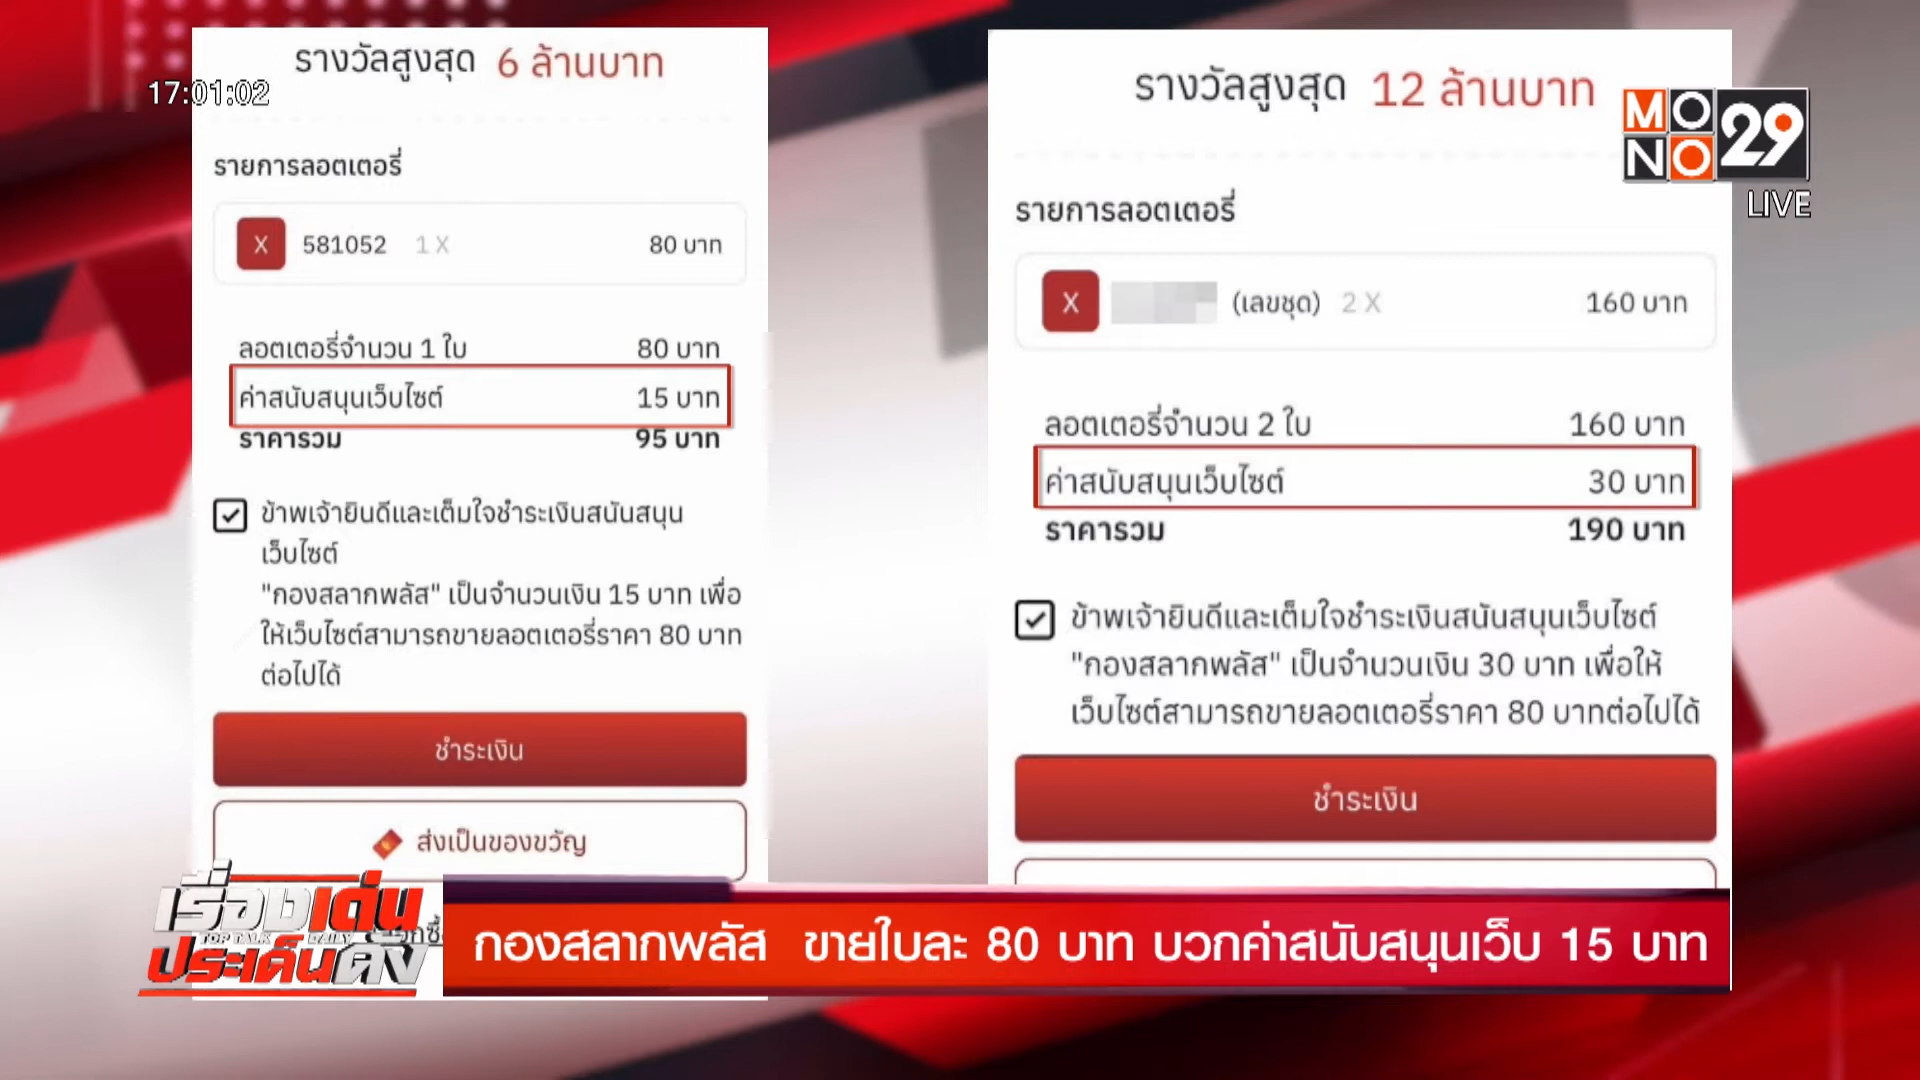 17:01:02
รางวัลสูงสุด 6 ล้านบาท
รายการลอตเตอรี่
X 581052 1 X 80 บาท
ลอตเตอรี่จำนวน 1 ใบ 80 บาท
ค่าสนับสนุนเว็บไซต์ 15 บาท
ราคารวม 95 บาท
ข้าพเจ้ายินดีและเต็มใจชำระเงินสนันสนุน
เว็บไซต์
"กองสลากพลัส" เป็นจำนวนเงิน 15 บาท เพื่อ
ให้เว็บไซต์สามารถขายลอตเตอรี่ราคา 80 บาท
ต่อไปได้
ชำระเงิน
ส่งเป็นของขวัญ
รางวัลสูงสุด 12 ล้านบาท
รายการลอตเตอรี่
X (เลขชุด) 2 X 160 บาท
ลอตเตอรี่จำนวน 2 ใบ 160 บาท
ค่าสนับสนุนเว็บไซต์ 30 บาท
ราคารวม 190 บาท
ข้าพเจ้ายินดีและเต็มใจชำระเงินสนันสนุนเว็บไซต์
"กองสลากพลัส" เป็นจำนวนเงิน 30 บาท เพื่อให้
เว็บไซต์สามารถขายลอตเตอรี่ราคา 80 บาทต่อไปได้
ชำระเงิน
MONO 29
LIVE
เรื่องเด่น
TOP TALK DAILY
ประเด็นดัง
กองสลากพลัส ขายใบละ 80 บาท บวกค่าสนับสนุนเว็บ 15 บาท